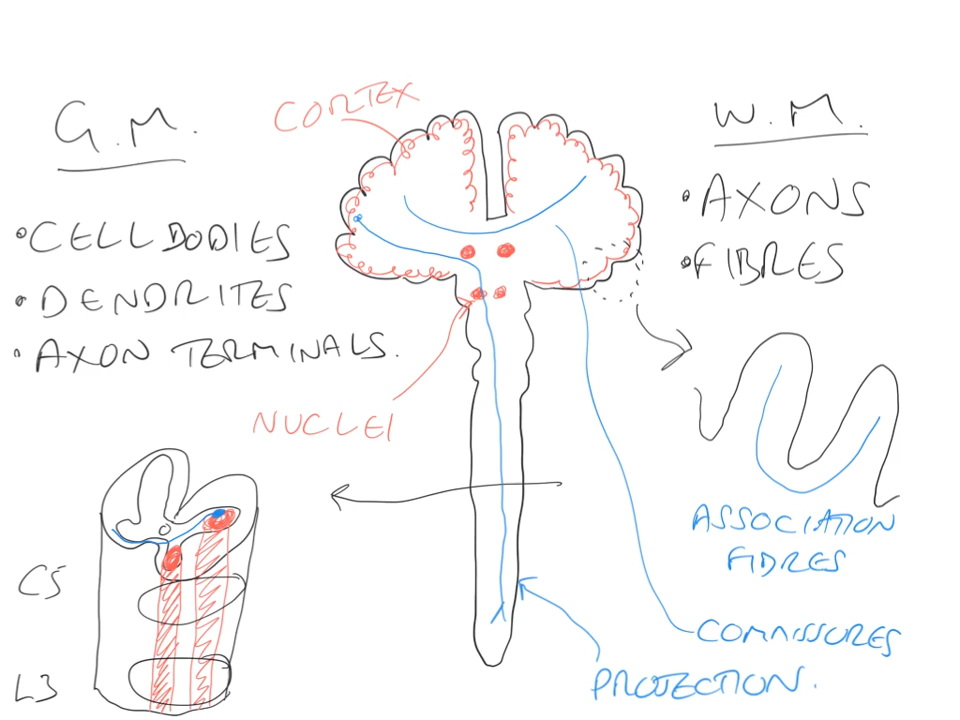 G.M.
• CELL BODIES
• DENDRITES
• AXON TERMINALS.
CORTEX
NUCLEI
W.M.
• AXONS
• FIBRES
ASSOCIATION
FIBRES
COMMISSURES
PROJECTION.
C5
L3